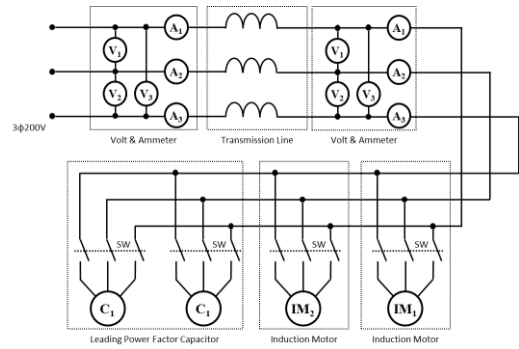 A1
A1
V1
V1
A2
A2
V2
V3
V2
V3
A3
A3
3ϕ200V
Volt & Ammeter
Transmission Line
Volt & Ammeter
SW
SW
SW
SW
C1
C1
IM2
IM1
Leading Power Factor Capacitor
Induction Motor
Induction Motor